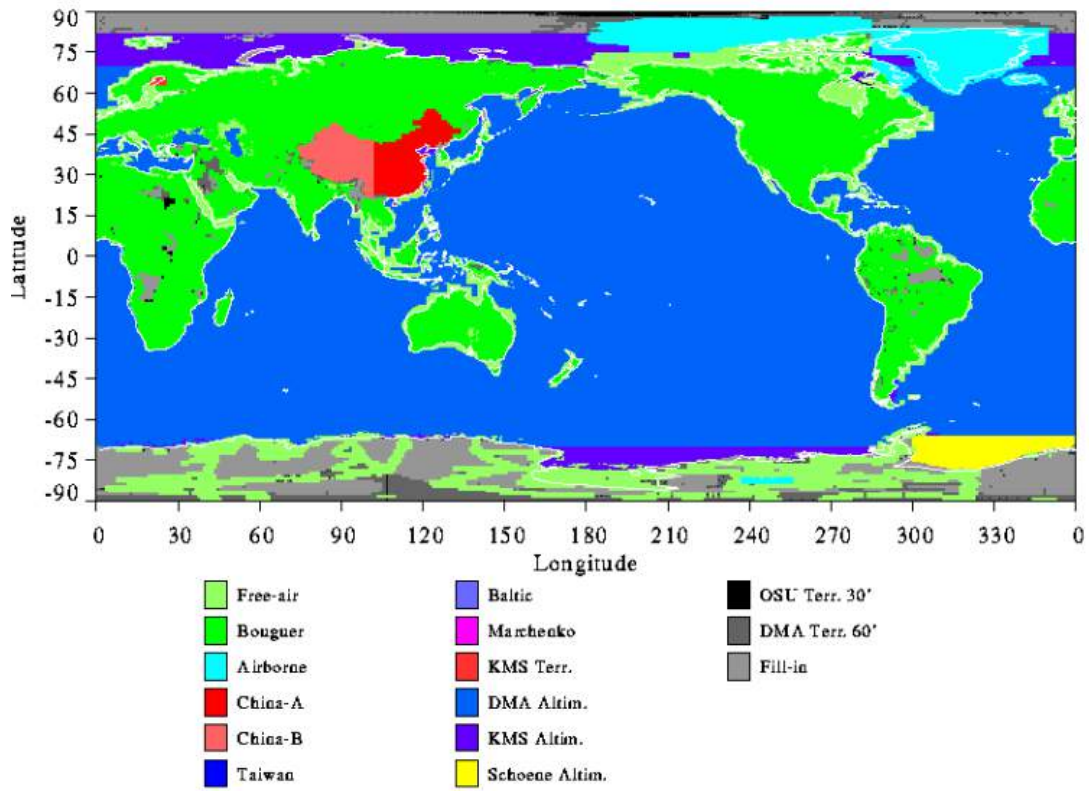 90
75
60
45
30
15
0
-15
-30
-45
-60
-75
-90
Latitude
0 30 60 90 120 150 180 210 240 270 300 330 0
Longitude
Free-air
Bouguer
Airborne
China-A
China-B
Taiwan
Baltic
Marchenko
KMS Terr.
DMA Altim.
KMS Altim.
Schoene Altim.
OSU Terr. 30'
DMA Terr. 60'
Fill-in